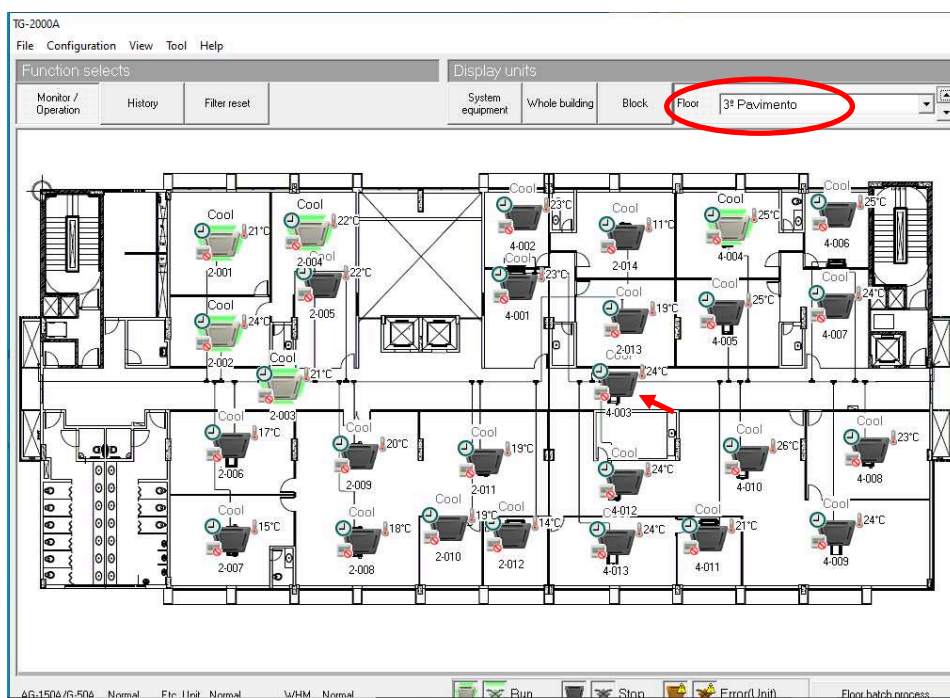 TG-2000A
File Configuration View Tool Help
Function selects
Display units
Monitor / Operation
History
Filter reset
System equipment
Whole building
Block
Floor
3º Pavimento
Cool 21°C 2-001
Cool 22°C 2-004
22°C 2-005
Cool 23°C 4-002
Cool 23°C 4-001
Cool 11°C 2-014
Cool 25°C 4-004
Cool 25°C 4-006
Cool 24°C 2-002
Cool 19°C 2-013
Cool 25°C 4-005
Cool 24°C 4-007
Cool 21°C 2-003
24°C 4-003
Cool 17°C 2-006
Cool 20°C 2-009
Cool 19°C 2-011
Cool 24°C 4-012
Cool 26°C 4-010
Cool 23°C 4-008
Cool 15°C 2-007
Cool 18°C 2-008
Cool 19°C 2-010
Cool 14°C 2-012
Cool 24°C 4-013
Cool 21°C 4-011
Cool 24°C 4-009
AG-150A/G-50A Normal Etc. Unit Normal WHM Normal
Run Stop Error(Unit)
Floor batch process